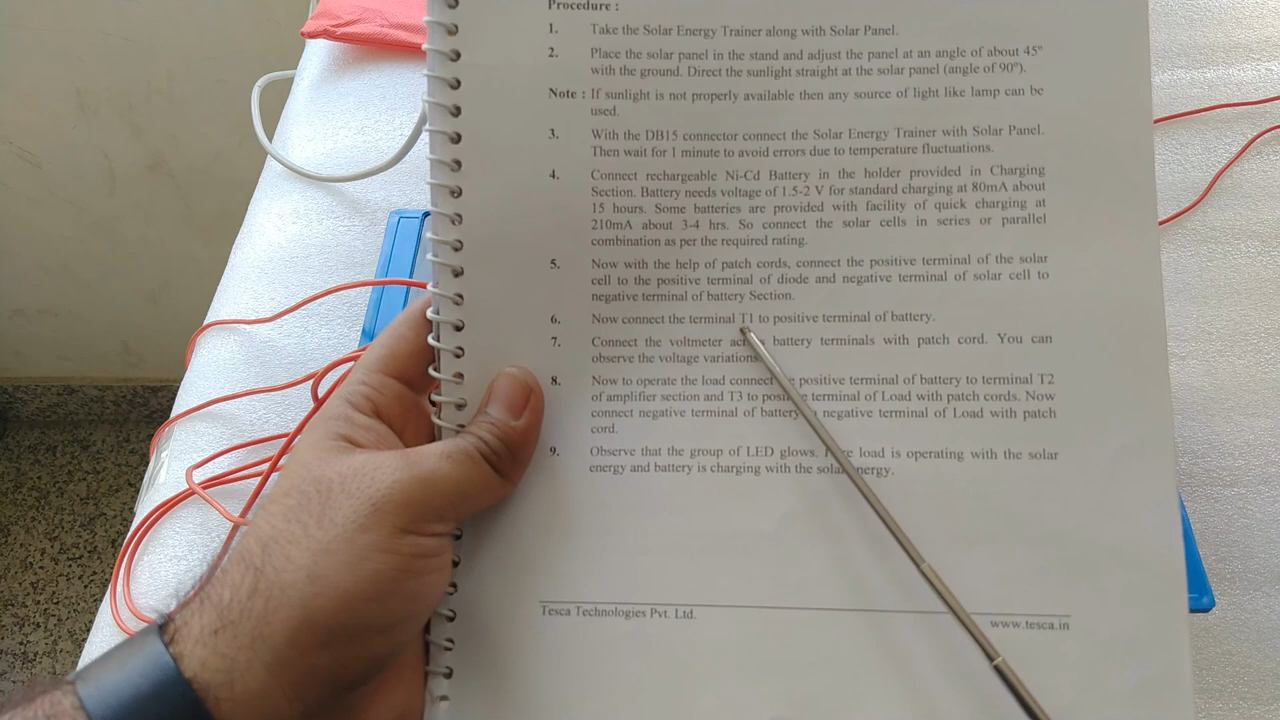 Procedure :
1. Take the Solar Energy Trainer along with Solar Panel.
2. Place the solar panel in the stand and adjust the panel at an angle of about 45°
with the ground. Direct the sunlight straight at the solar panel (angle of 90°).
Note : If sunlight is not properly available then any source of light like lamp can be
used.
3. With the DB15 connector connect the Solar Energy Trainer with Solar Panel.
Then wait for 1 minute to avoid errors due to temperature fluctuations.
4. Connect rechargeable Ni-Cd Battery in the holder provided in Charging
Section. Battery needs voltage of 1.5-2 V for standard charging at 80mA about
15 hours. Some batteries are provided with facility of quick charging at
210mA about 3-4 hrs. So connect the solar cells in series or parallel
combination as per the required rating.
5. Now with the help of patch cords, connect the positive terminal of the solar
cell to the positive terminal of diode and negative terminal of solar cell to
negative terminal of battery Section.
6. Now connect the terminal T1 to positive terminal of battery.
7. Connect the voltmeter battery terminals with patch cord. You can
observe the voltage variations
8. Now to operate the load connect positive terminal of battery to terminal T2
of amplifier section and T3 to terminal of Load with patch cords. Now
connect negative terminal of battery negative terminal of Load with patch
cord.
9. Observe that the group of LED glows. load is operating with the solar
energy and battery is charging with the solar
Tesca Technologies Pvt. Ltd.
www.tesca.in